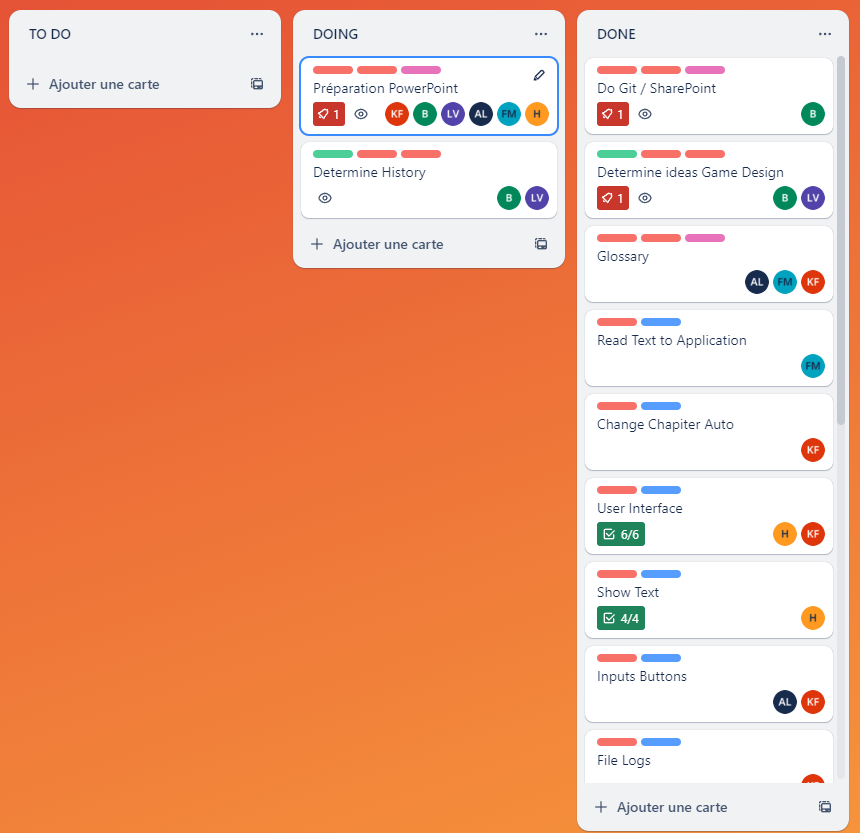 TO DO
Ajouter une carte
DOING
Préparation PowerPoint
1 KF B LV AL FM H
Determine History
B LV
Ajouter une carte
DONE
Do Git / SharePoint
1 B
Determine ideas Game Design
1 B LV
Glossary
AL FM KF
Read Text to Application
FM
Change Chapiter Auto
KF
User Interface
6/6 H KF
Show Text
4/4 H
Inputs Buttons
AL KF
File Logs
Ajouter une carte